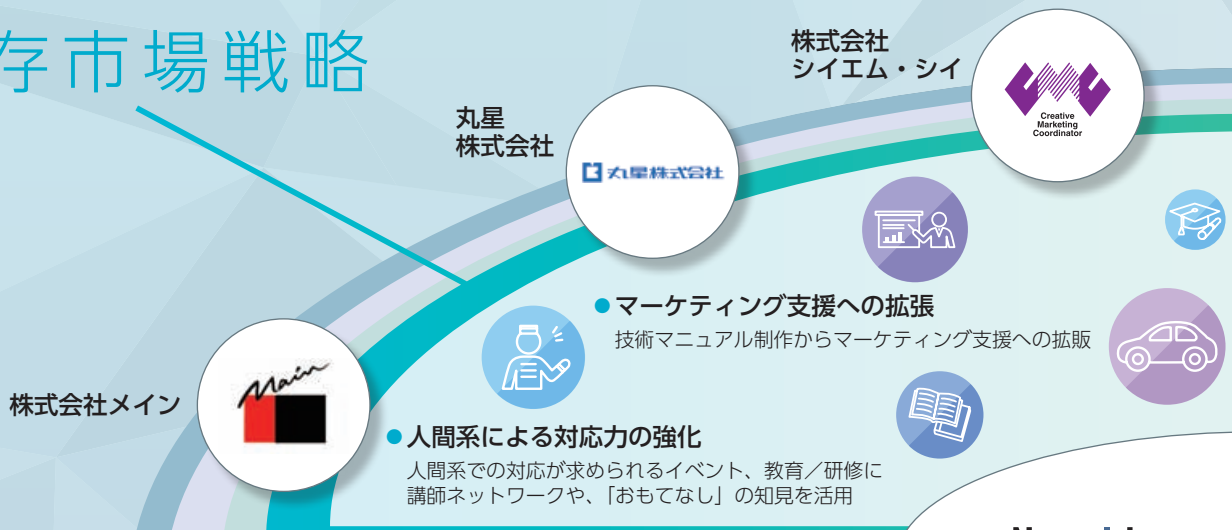 存市場戦略
株式会社
シイエム・シイ
Creative
Marketing
Coordinator
丸星
株式会社
丸星株式会社
●マーケティング支援への拡張
技術マニュアル制作からマーケティング支援への拡販
Main
株式会社メイン
●人間系による対応力の強化
人間系での対応が求められるイベント、教育／研修に
講師ネットワークや、「おもてなし」の知見を活用